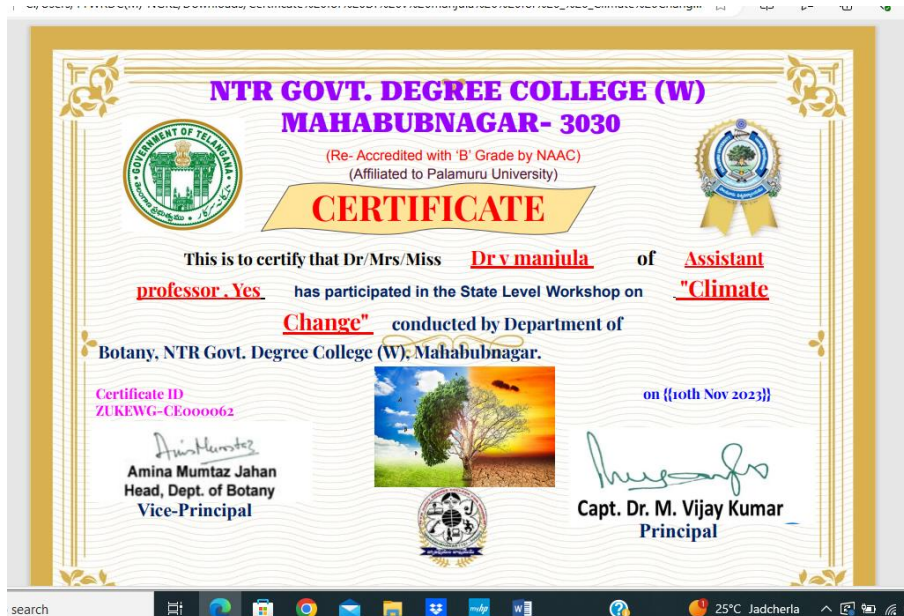 NTR GOVT. DEGREE COLLEGE (W)
MAHABUBNAGAR- 3030
(Re- Accredited with ‘B’ Grade by NAAC)
(Affiliated to Palamuru University)
GOVERNMENT OF TELANGANA
CERTIFICATE
This is to certify that Dr/Mrs/Miss Dr v manjula of Assistant
professor , Yes has participated in the State Level Workshop on "Climate
Change" conducted by Department of
Botany, NTR Govt. Degree College (W), Mahabubnagar.
Certificate ID
ZUKEWG-CE000062
on {{10th Nov 2023}}
Amina Mumtaz Jahan
Head, Dept. of Botany
Vice-Principal
Capt. Dr. M. Vijay Kumar
Principal
search
25°C Jadcherla